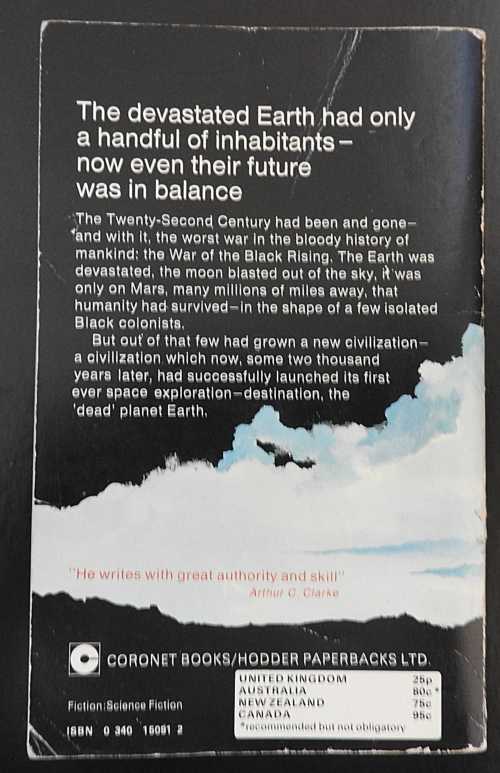 The devastated Earth had only
a handful of inhabitants –
now even their future
was in balance
The Twenty-Second Century had been and gone–
and with it, the worst war in the bloody history of
mankind: the War of the Black Rising. The Earth was
devastated, the moon blasted out of the sky, it was
only on Mars, many millions of miles away, that
humanity had survived–in the shape of a few isolated
Black colonists.
But out of that few had grown a new civilization–
a civilization which now, some two thousand
years later, had successfully launched its first
ever space exploration–destination, the
'dead' planet Earth.
"He writes with great authority and skill"
Arthur C. Clarke
CORONET BOOKS/HODDER PAPERBACKS LTD.
Fiction:Science Fiction
ISBN 0 340 15091 2
UNITED KINGDOM 25p
AUSTRALIA 80c*
NEW ZEALAND 75c
CANADA 95c
*recommended but not obligatory